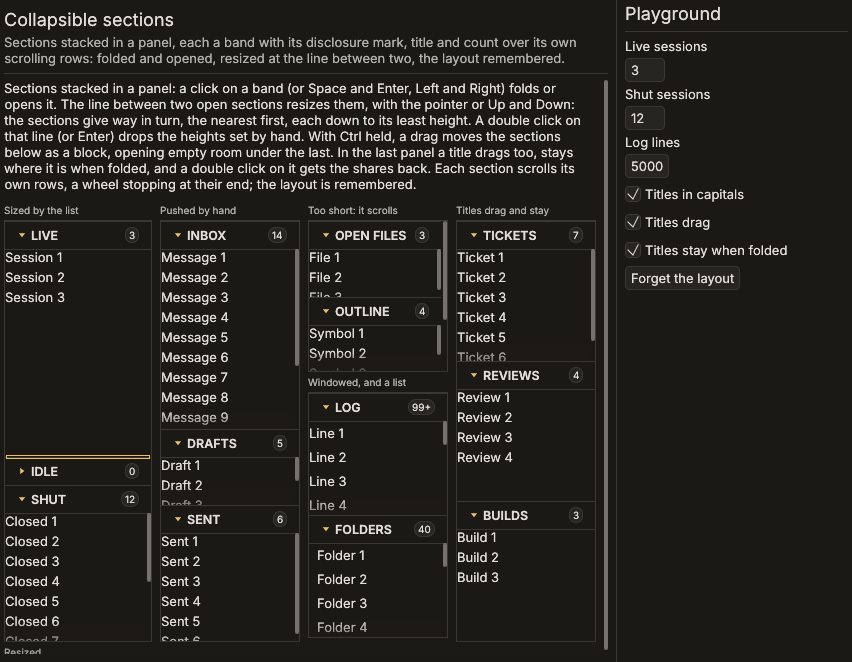 Collapsible sections
Sections stacked in a panel, each a band with its disclosure mark, title and count over its own
scrolling rows: folded and opened, resized at the line between two, the layout remembered.
Sections stacked in a panel: a click on a band (or Space and Enter, Left and Right) folds or
opens it. The line between two open sections resizes them, with the pointer or Up and Down:
the sections give way in turn, the nearest first, each down to its least height. A double click on
that line (or Enter) drops the heights set by hand. With Ctrl held, a drag moves the sections
below as a block, opening empty room under the last. In the last panel a title drags too, stays
where it is when folded, and a double click on it gets the shares back. Each section scrolls its
own rows, a wheel stopping at their end; the layout is remembered.
Sized by the list
LIVE 3
Session 1
Session 2
Session 3
IDLE 0
SHUT 12
Closed 1
Closed 2
Closed 3
Closed 4
Closed 5
Closed 6
Closed 7
Resized
Pushed by hand
INBOX 14
Message 1
Message 2
Message 3
Message 4
Message 5
Message 6
Message 7
Message 8
Message 9
DRAFTS 5
Draft 1
Draft 2
Draft 3
SENT 6
Sent 1
Sent 2
Sent 3
Sent 4
Sent 5
Sent 6
Too short: it scrolls
OPEN FILES 3
File 1
File 2
File 3
OUTLINE 4
Symbol 1
Symbol 2
Symbol 3
Windowed, and a list
LOG 99+
Line 1
Line 2
Line 3
Line 4
FOLDERS 40
Folder 1
Folder 2
Folder 3
Folder 4
Titles drag and stay
TICKETS 7
Ticket 1
Ticket 2
Ticket 3
Ticket 4
Ticket 5
Ticket 6
REVIEWS 4
Review 1
Review 2
Review 3
Review 4
BUILDS 3
Build 1
Build 2
Build 3
Playground
Live sessions
3
Shut sessions
12
Log lines
5000
Titles in capitals
Titles drag
Titles stay when folded
Forget the layout